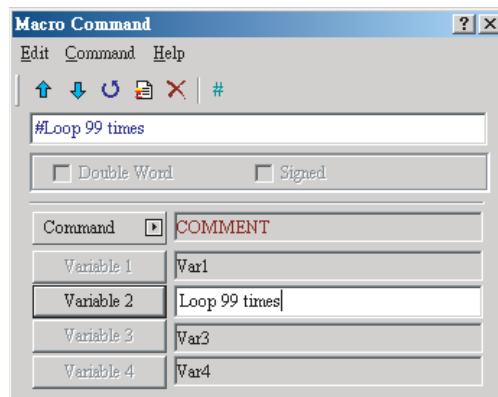 Macro Command
Edit Command Help
#
#Loop 99 times
Double Word Signed
Command COMMENT
Variable 1 Var1
Variable 2 Loop 99 times
Variable 3 Var3
Variable 4 Var4